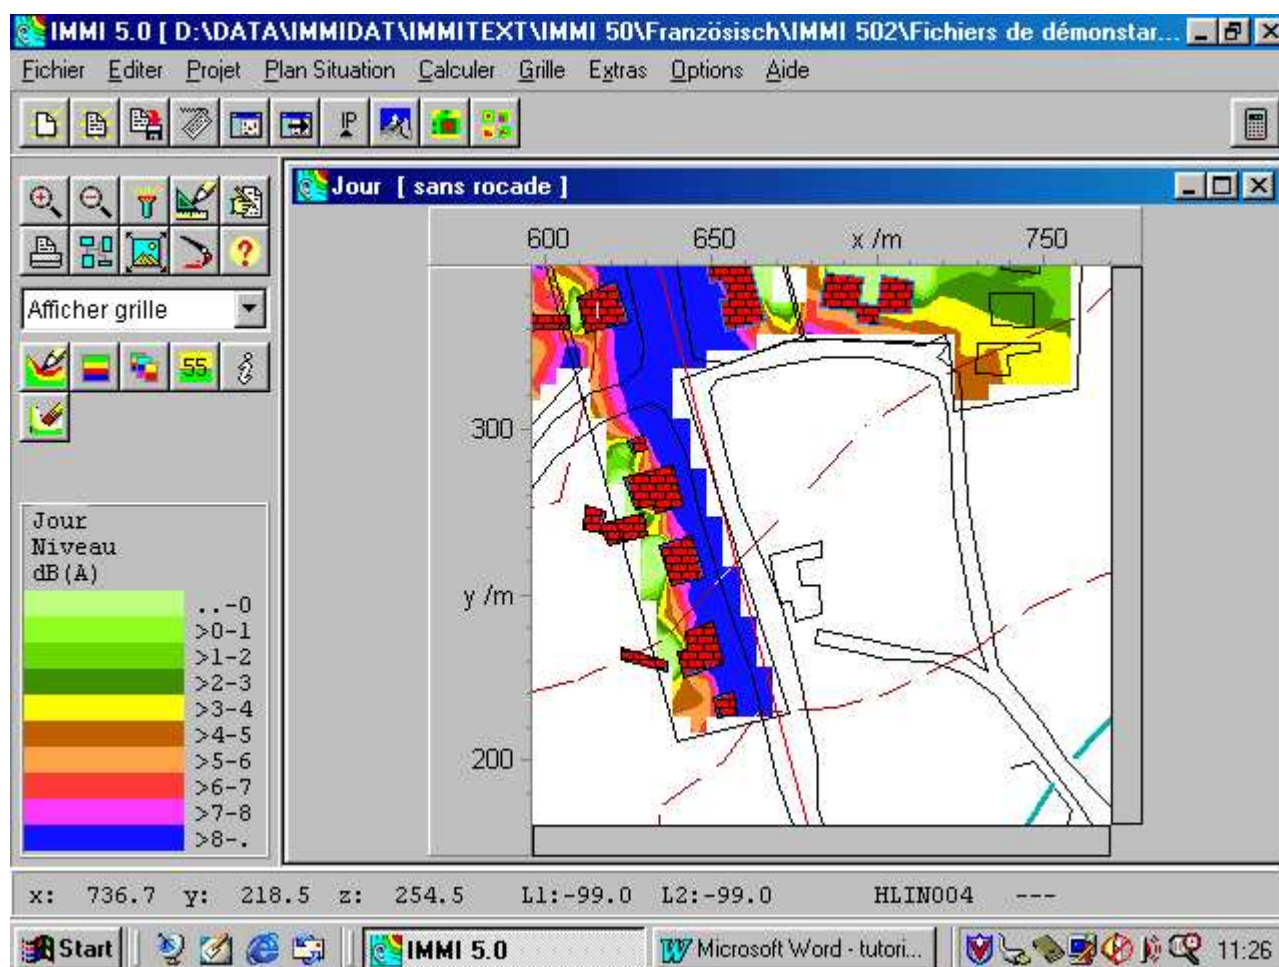 IMMI 5.0 [ D:\DATA\IMMIDAT\IMMITEXT\IMMI 50\Französisch\IMMI 502\Fichiers de démonstar...
Fichier Editer Projet Plan Situation Calculer Grille Extras Options Aide
IP
Jour [ sans rocade ]
600 650 x /m 750
Afficher grille
55
300
y /m
200
Jour
Niveau
dB(A)
..-0
>0-1
>1-2
>2-3
>3-4
>4-5
>5-6
>6-7
>7-8
>8-.
x: 736.7 y: 218.5 z: 254.5 L1:-99.0 L2:-99.0 HLIN004 ---
Start IMMI 5.0 Microsoft Word - tutori... 11:26